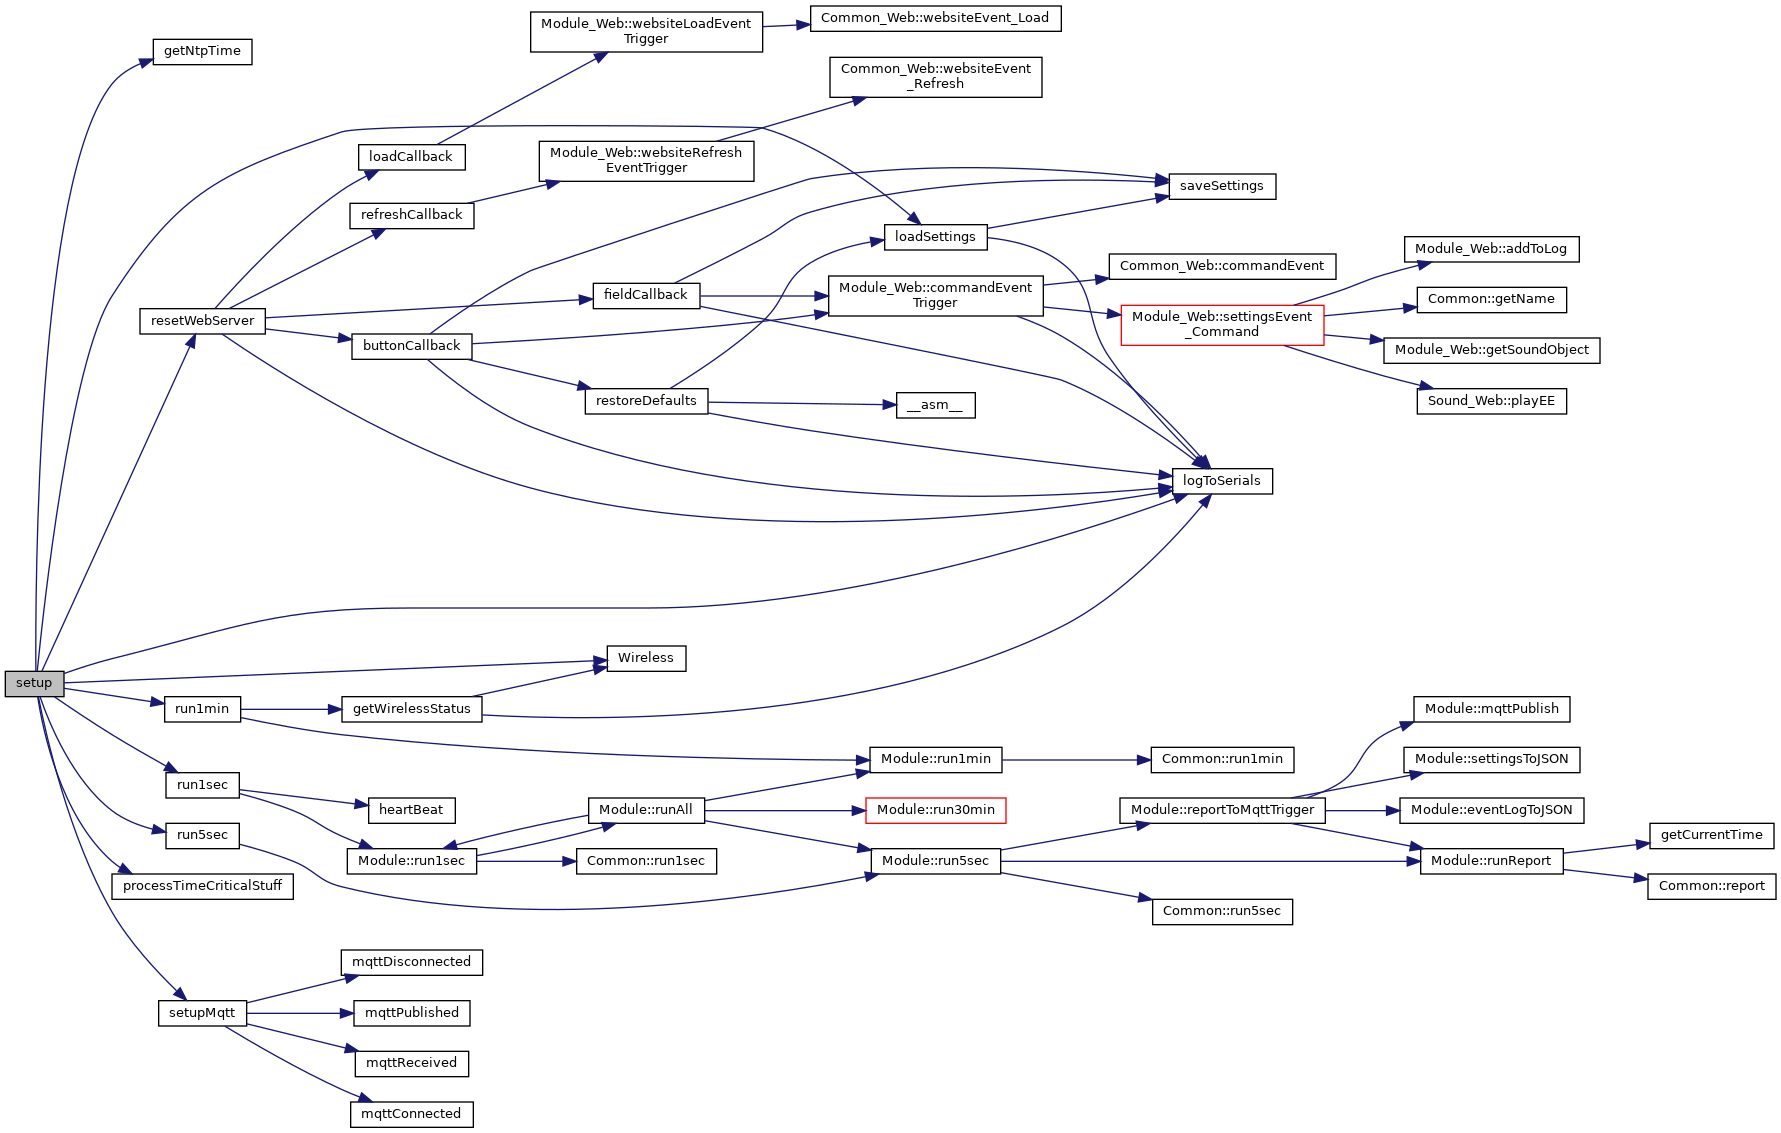 Module_Web::websiteLoadEvent
Trigger
Common_Web::websiteEvent_Load
getNtpTime
Common_Web::websiteEvent
_Refresh
loadCallback
Module_Web::websiteRefresh
EventTrigger
saveSettings
refreshCallback
loadSettings
Module_Web::addToLog
Common_Web::commandEvent
fieldCallback
Module_Web::commandEvent
Trigger
Common::getName
resetWebServer
Module_Web::settingsEvent
_Command
buttonCallback
Module_Web::getSoundObject
restoreDefaults
__asm__
Sound_Web::playEE
logToSerials
Wireless
setup
run1min
getWirelessStatus
Module::mqttPublish
Module::run1min
Common::run1min
Module::settingsToJSON
run1sec
heartBeat
Module::runAll
Module::run30min
Module::reportToMqttTrigger
Module::eventLogToJSON
run5sec
getCurrentTime
Module::run1sec
Common::run1sec
Module::run5sec
Module::runReport
processTimeCriticalStuff
Common::report
Common::run5sec
mqttDisconnected
setupMqtt
mqttPublished
mqttReceived
mqttConnected